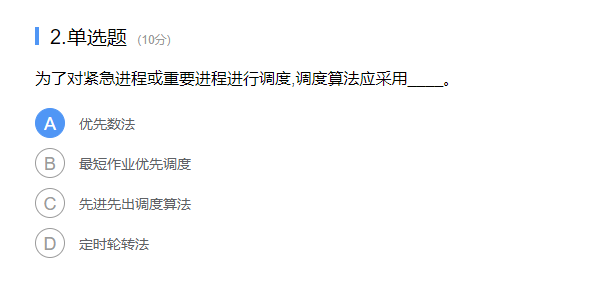 2.单选题 (10分)
为了对紧急进程或重要进程进行调度,调度算法应采用____。
A 优先数法
B 最短作业优先调度
C 先进先出调度算法
D 定时轮转法